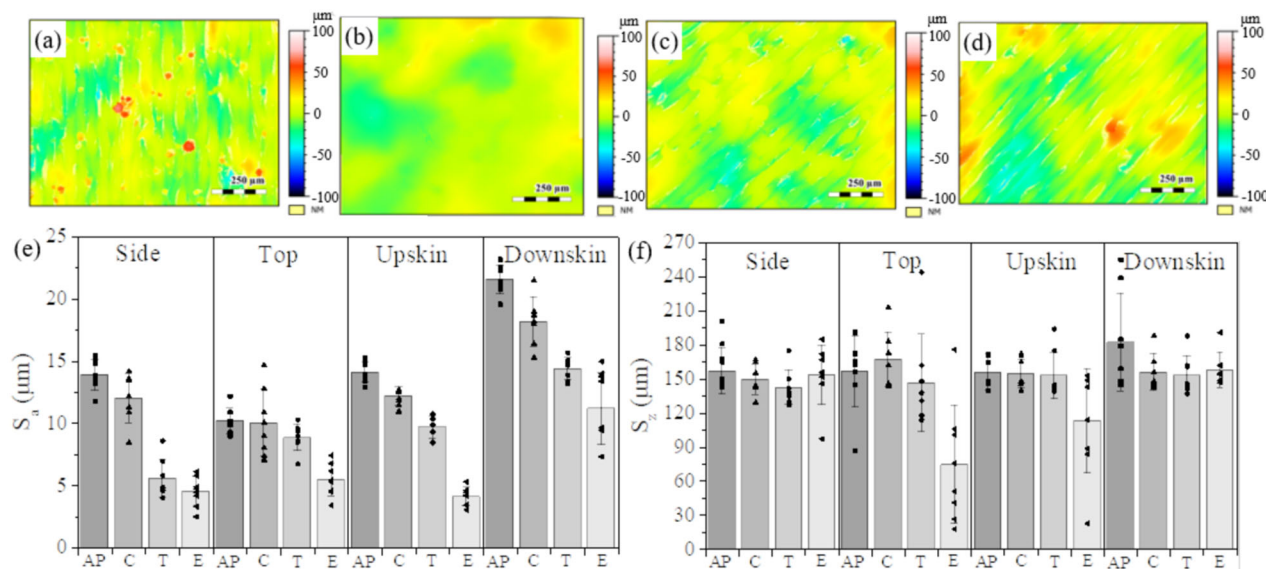 (a)
250 µm
µm
100
50
0
-50
-100
NM
(b)
250 µm
µm
100
50
0
-50
-100
NM
(c)
250 µm
µm
100
50
0
-50
-100
NM
(d)
250 µm
µm
100
50
0
-50
-100
NM
(e)
Side Top Upskin Downskin
Sa (µm)
25
20
15
10
5
0
AP C T E AP C T E AP C T E AP C T E
(f)
Side Top Upskin Downskin
Sz (µm)
270
240
210
180
150
120
90
60
30
0
AP C T E AP C T E AP C T E AP C T E